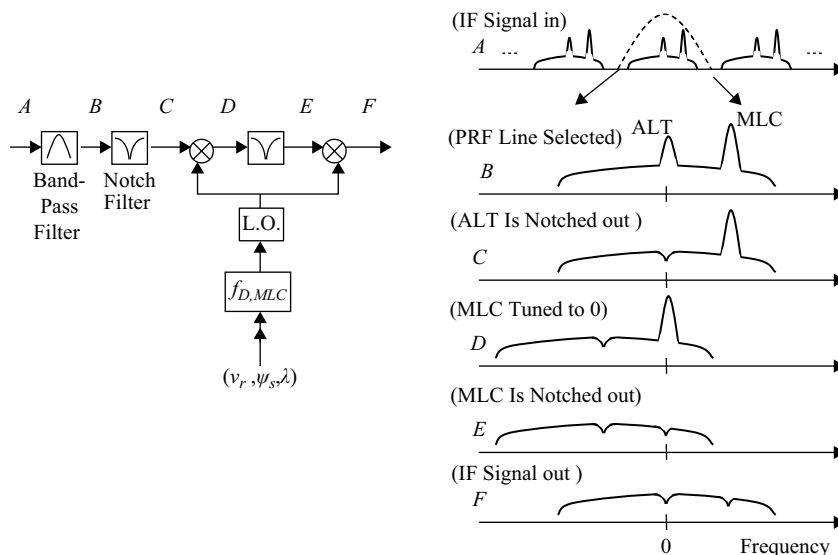 A B C D E F
Band-
Pass
Filter
Notch
Filter
L.O.
f_{D,MLC}
(v_r ,ψ_s,λ)
(IF Signal in)
A ... ...
(PRF Line Selected) ALT MLC
B
(ALT Is Notched out )
C
(MLC Tuned to 0)
D
(MLC Is Notched out)
E
(IF Signal out )
F
0 Frequency